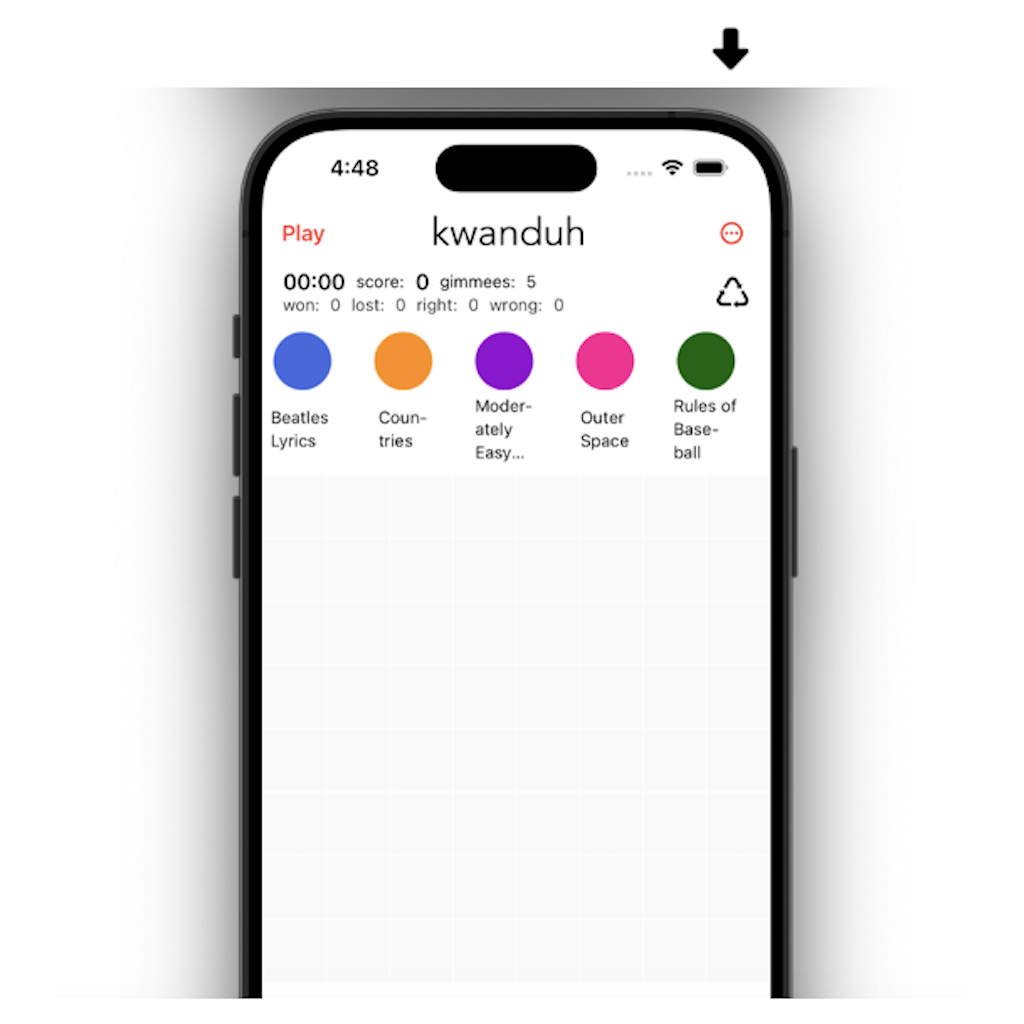 4:48
Play kwanduh
00:00 score: 0 gimmees: 5
won: 0 lost: 0 right: 0 wrong: 0
Beatles
Lyrics
Coun-
tries
Moder-
ately
Easy...
Outer
Space
Rules of
Base-
ball